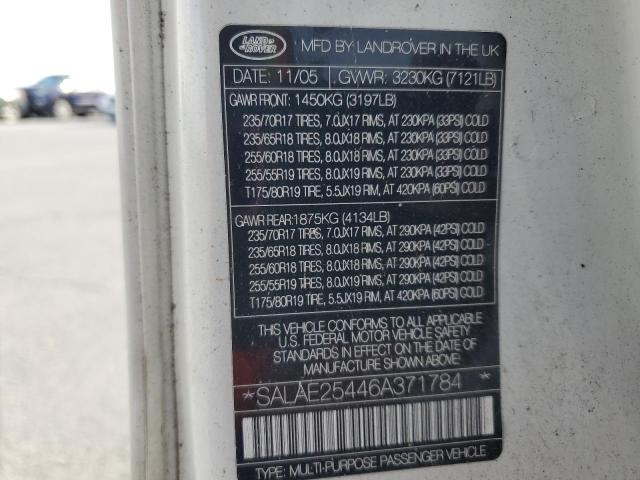 LAND ROVER
MFD BY LANDROVER IN THE UK
DATE: 11/05 GVWR: 3230KG (7121LB)
GAWR FRONT: 1450KG (3197LB)
235/70R17 TIRES, 7.0JX17 RIMS, AT 230KPA (33PSI) COLD
235/65R18 TIRES, 8.0JX18 RIMS, AT 230KPA (33PSI) COLD
255/60R18 TIRES, 8.0JX18 RIMS, AT 230KPA (33PSI) COLD
255/55R19 TIRES, 8.0JX19 RIMS, AT 230KPA (33PSI) COLD
T175/80R19 TIRE, 5.5JX19 RIM, AT 420KPA (60PSI) COLD
GAWR REAR: 1875KG (4134LB)
235/70R17 TIRES, 7.0JX17 RIMS, AT 290KPA (42PSI) COLD
235/65R18 TIRES, 8.0JX18 RIMS, AT 290KPA (42PSI) COLD
255/60R18 TIRES, 8.0JX18 RIMS, AT 290KPA (42PSI) COLD
255/55R19 TIRES, 8.0JX19 RIMS, AT 290KPA (42PSI) COLD
T175/80R19 TIRE, 5.5JX19 RIM, AT 420KPA (60PSI) COLD
THIS VEHICLE CONFORMS TO ALL APPLICABLE
U.S. FEDERAL MOTOR VEHICLE SAFETY
STANDARDS IN EFFECT ON THE DATE OF
MANUFACTURE SHOWN ABOVE.
*SALAE25446A371784*
TYPE: MULTI-PURPOSE PASSENGER VEHICLE